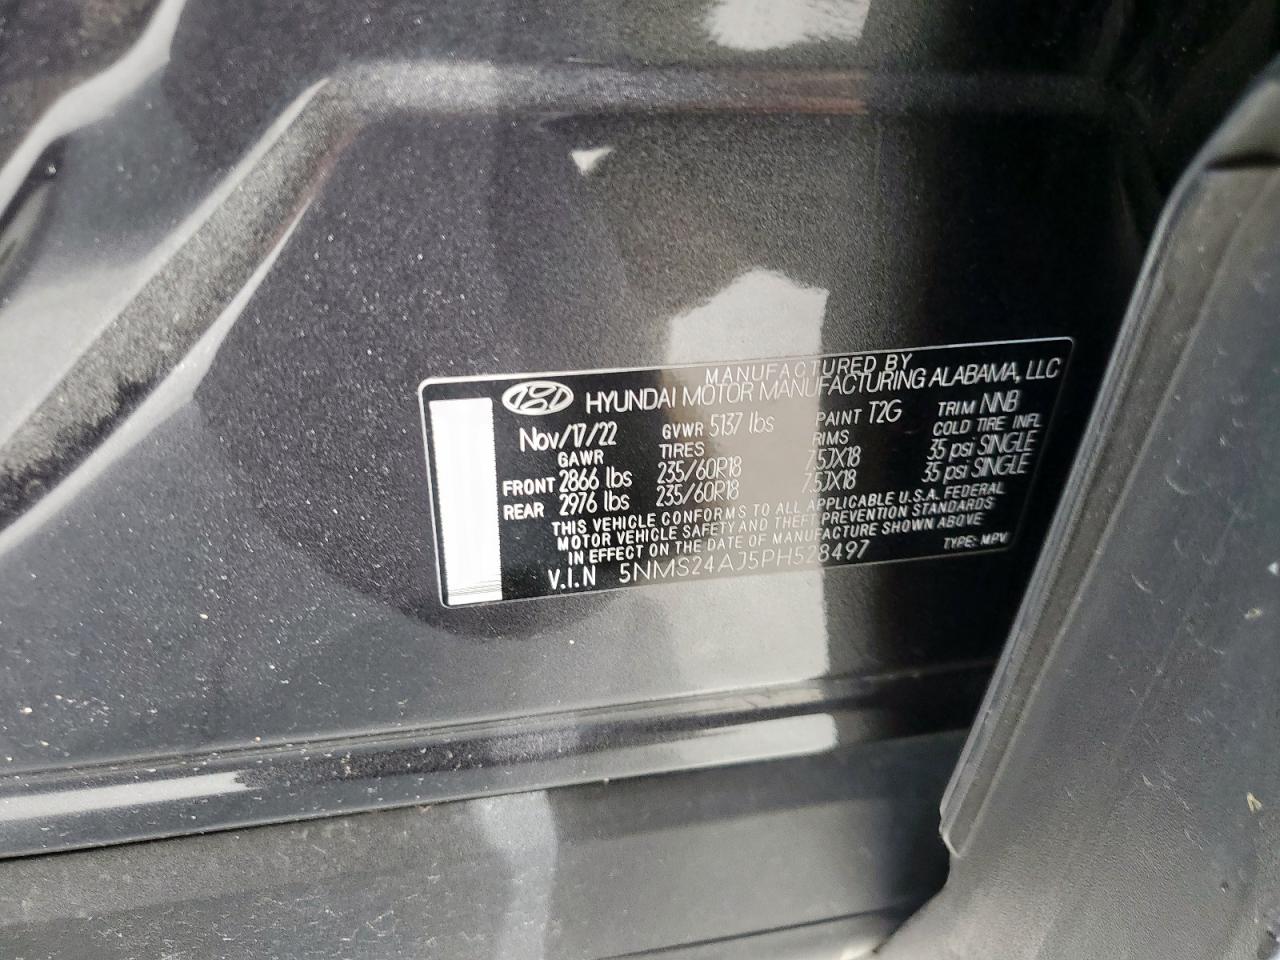 MANUFACTURED BY
HYUNDAI MOTOR MANUFACTURING ALABAMA, LLC
Nov/17/22 GVWR 5137 lbs PAINT T2G TRIM NNB
GAWR TIRES RIMS COLD TIRE INFL
FRONT 2866 lbs 235/60R18 7.5JX18 35 psi SINGLE
REAR 2976 lbs 235/60R18 7.5JX18 35 psi SINGLE
THIS VEHICLE CONFORMS TO ALL APPLICABLE U.S.A. FEDERAL
MOTOR VEHICLE SAFETY AND THEFT PREVENTION STANDARDS
IN EFFECT ON THE DATE OF MANUFACTURE SHOWN ABOVE
V.I.N 5NMS24AJ5PH528497 TYPE: MPV